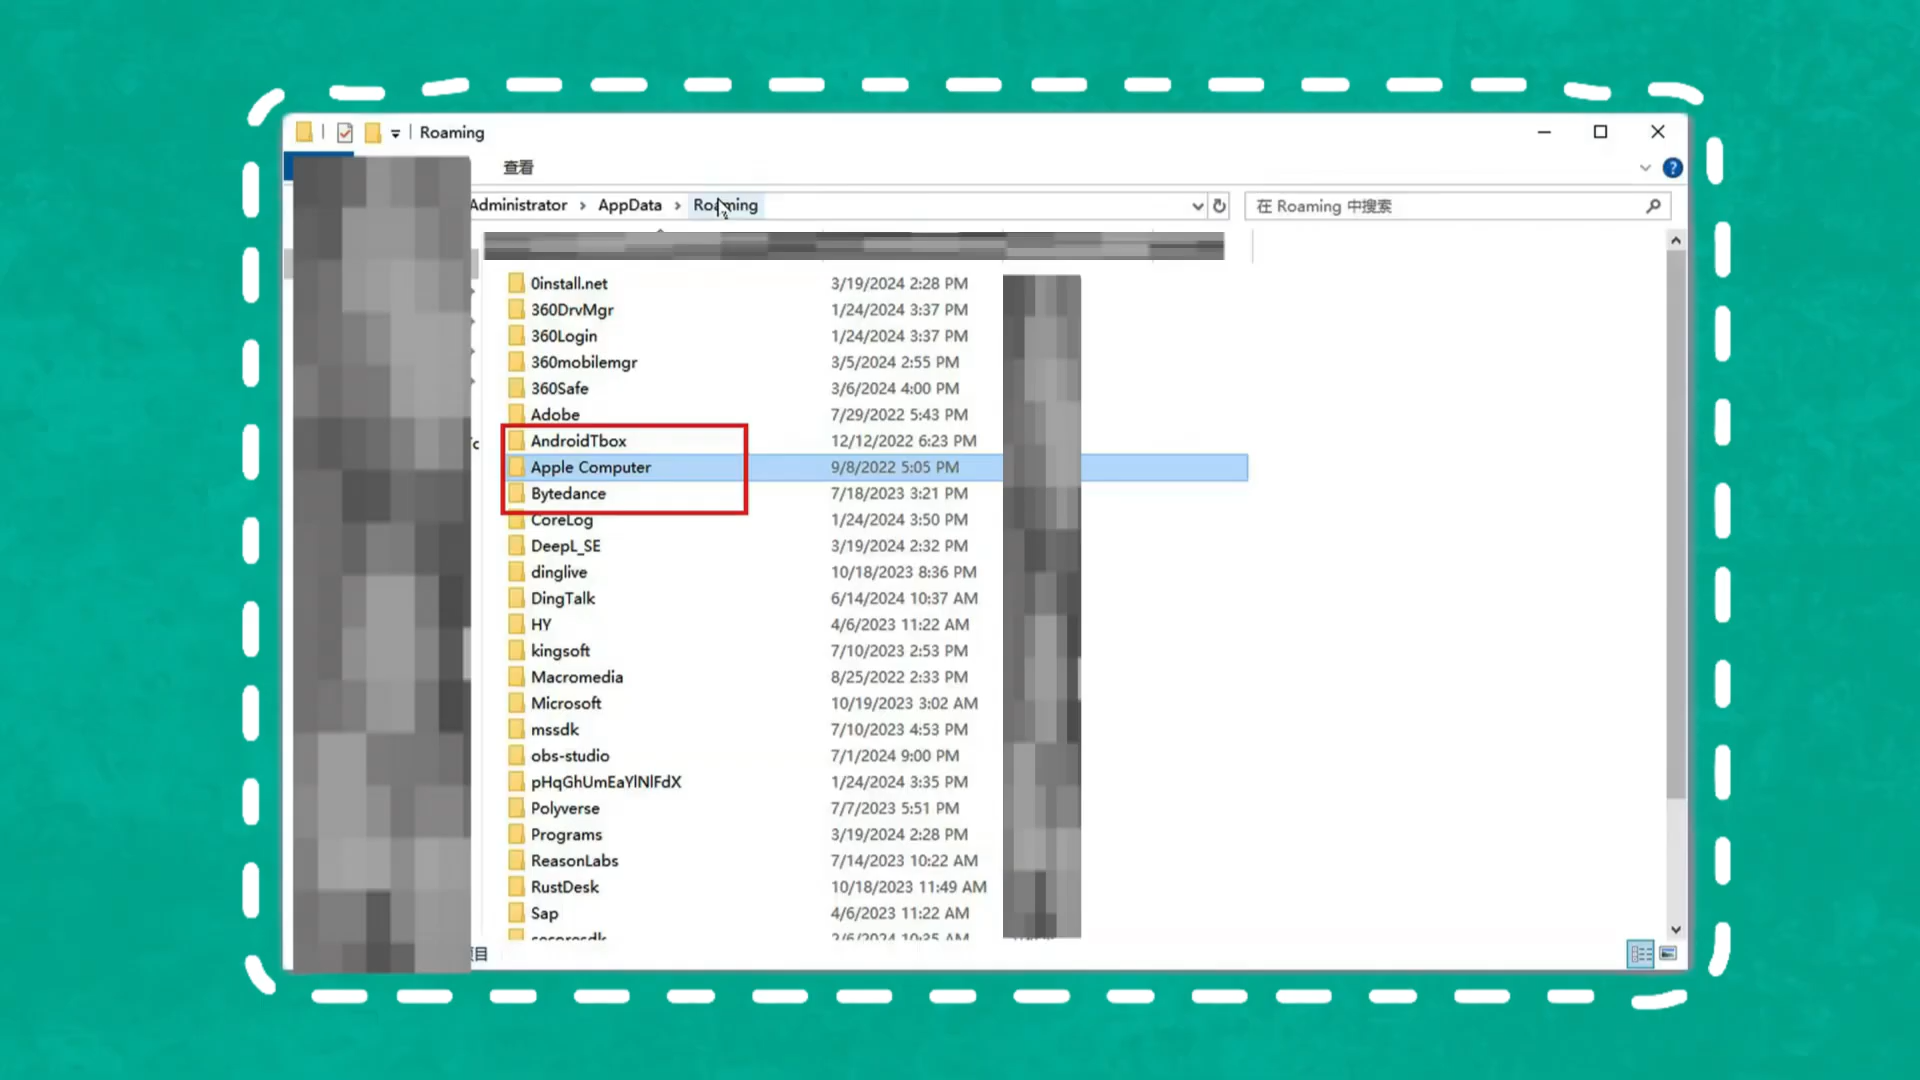 Roaming
查看
Administrator > AppData > Roaming
在 Roaming 中搜索
0install.net 3/19/2024 2:28 PM
360DrvMgr 1/24/2024 3:37 PM
360Login 1/24/2024 3:37 PM
360mobilemgr 3/5/2024 2:55 PM
360Safe 3/6/2024 4:00 PM
Adobe 7/29/2022 5:43 PM
AndroidTbox 12/12/2022 6:23 PM
Apple Computer 9/8/2022 5:05 PM
Bytedance 7/18/2023 3:21 PM
CoreLog 1/24/2024 3:50 PM
DeepL_SE 3/19/2024 2:32 PM
dinglive 10/18/2023 8:36 PM
DingTalk 6/14/2024 10:37 AM
HY 4/6/2023 11:22 AM
kingsoft 7/10/2023 2:53 PM
Macromedia 8/25/2022 2:33 PM
Microsoft 10/19/2023 3:02 AM
mssdk 7/10/2023 4:53 PM
obs-studio 7/1/2024 9:00 PM
pHqGhUmEaYlNlFdX 1/24/2024 3:35 PM
Polyverse 7/7/2023 5:51 PM
Programs 3/19/2024 2:28 PM
ReasonLabs 7/14/2023 10:22 AM
RustDesk 10/18/2023 11:49 AM
Sap 4/6/2023 11:22 AM
2/6/2024 10:35 AM
目